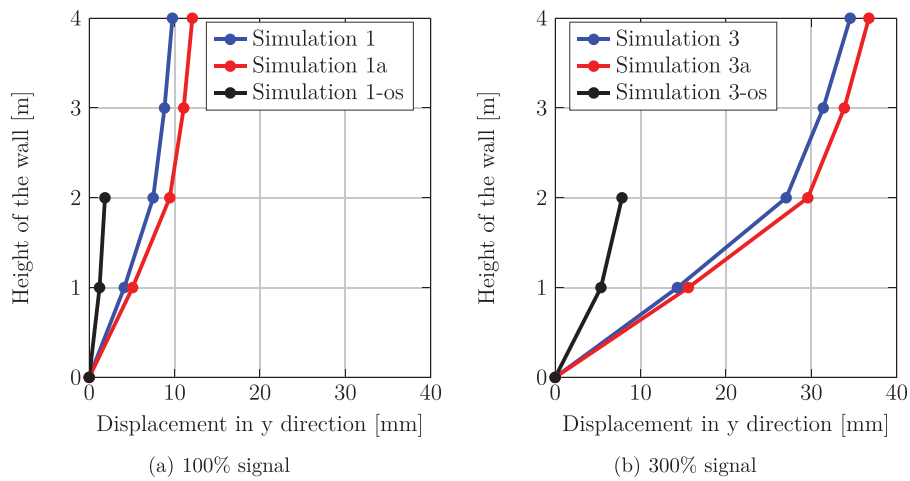 4
3
2
1
0
0
10
20
30
40
Height of the wall [m]
Displacement in y direction [mm]
Simulation 1
Simulation 1a
Simulation 1-os
(a) 100% signal
4
3
2
1
0
0
10
20
30
40
Height of the wall [m]
Displacement in y direction [mm]
Simulation 3
Simulation 3a
Simulation 3-os
(b) 300% signal